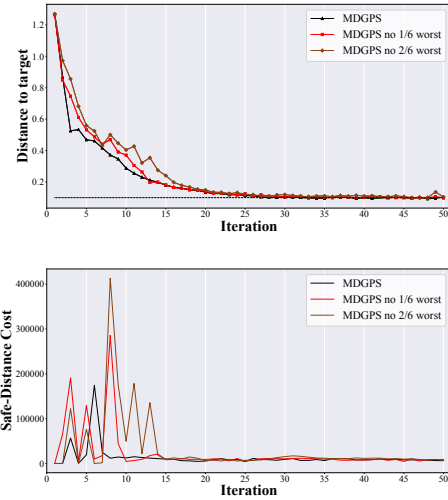 MDGPS
MDGPS no 1/6 worst
MDGPS no 2/6 worst
Distance to target
1.2
1.0
0.8
0.6
0.4
0.2
0 5 10 15 20 25 30 35 40 45 50
Iteration
MDGPS
MDGPS no 1/6 worst
MDGPS no 2/6 worst
Safe-Distance Cost
400000
300000
200000
100000
0
0 5 10 15 20 25 30 35 40 45 50
Iteration